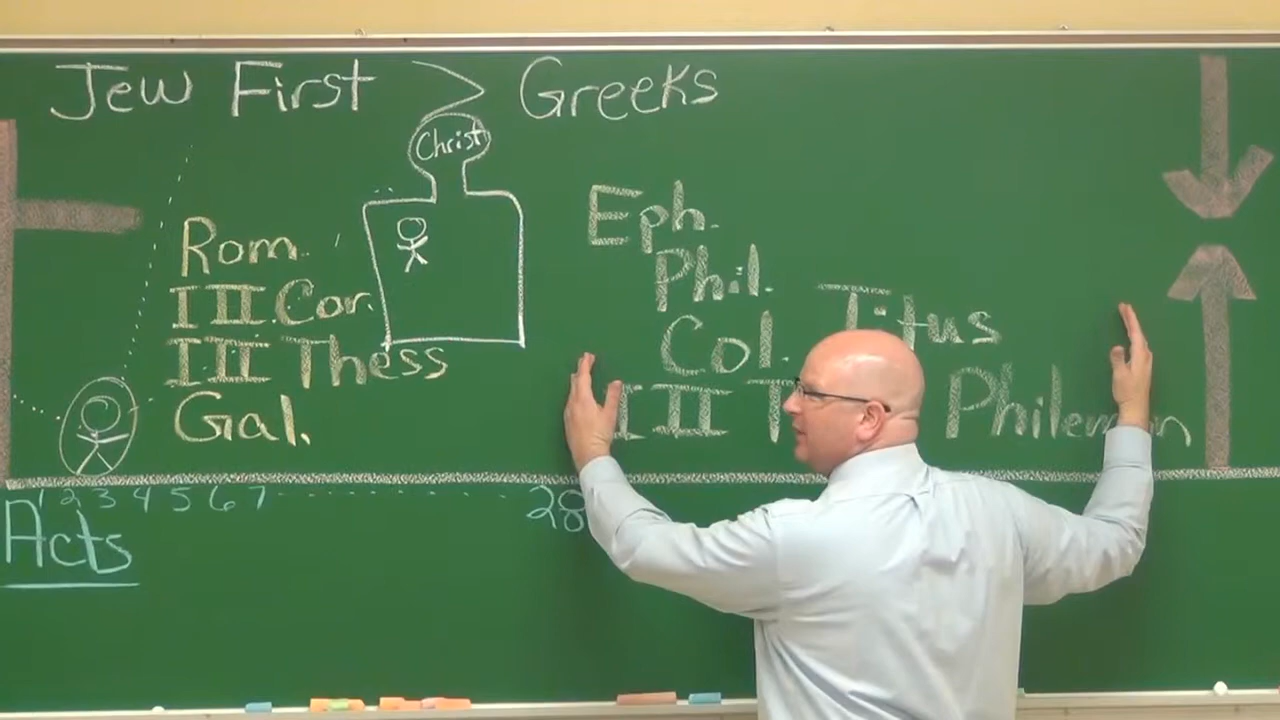 Jew First > Greeks
Christ
Rom.
I II Cor.
I II Thess
Gal.
Eph.
Phil.
Col. Titus
I II T Philemon
1 2 3 4 5 6 7 28
Acts